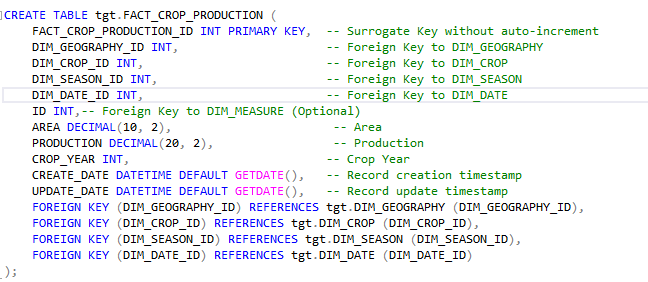 CREATE TABLE tgt.FACT_CROP_PRODUCTION (
    FACT_CROP_PRODUCTION_ID INT PRIMARY KEY,  -- Surrogate Key without auto-increment
    DIM_GEOGRAPHY_ID INT,                     -- Foreign Key to DIM_GEOGRAPHY
    DIM_CROP_ID INT,                          -- Foreign Key to DIM_CROP
    DIM_SEASON_ID INT,                        -- Foreign Key to DIM_SEASON
    DIM_DATE_ID INT,                          -- Foreign Key to DIM_DATE
    ID INT,-- Foreign Key to DIM_MEASURE (Optional)
    AREA DECIMAL(10, 2),                       -- Area
    PRODUCTION DECIMAL(20, 2),                 -- Production
    CROP_YEAR INT,                            -- Crop Year
    CREATE_DATE DATETIME DEFAULT GETDATE(),   -- Record creation timestamp
    UPDATE_DATE DATETIME DEFAULT GETDATE(),   -- Record update timestamp
    FOREIGN KEY (DIM_GEOGRAPHY_ID) REFERENCES tgt.DIM_GEOGRAPHY (DIM_GEOGRAPHY_ID),
    FOREIGN KEY (DIM_CROP_ID) REFERENCES tgt.DIM_CROP (DIM_CROP_ID),
    FOREIGN KEY (DIM_SEASON_ID) REFERENCES tgt.DIM_SEASON (DIM_SEASON_ID),
    FOREIGN KEY (DIM_DATE_ID) REFERENCES tgt.DIM_DATE (DIM_DATE_ID)
);